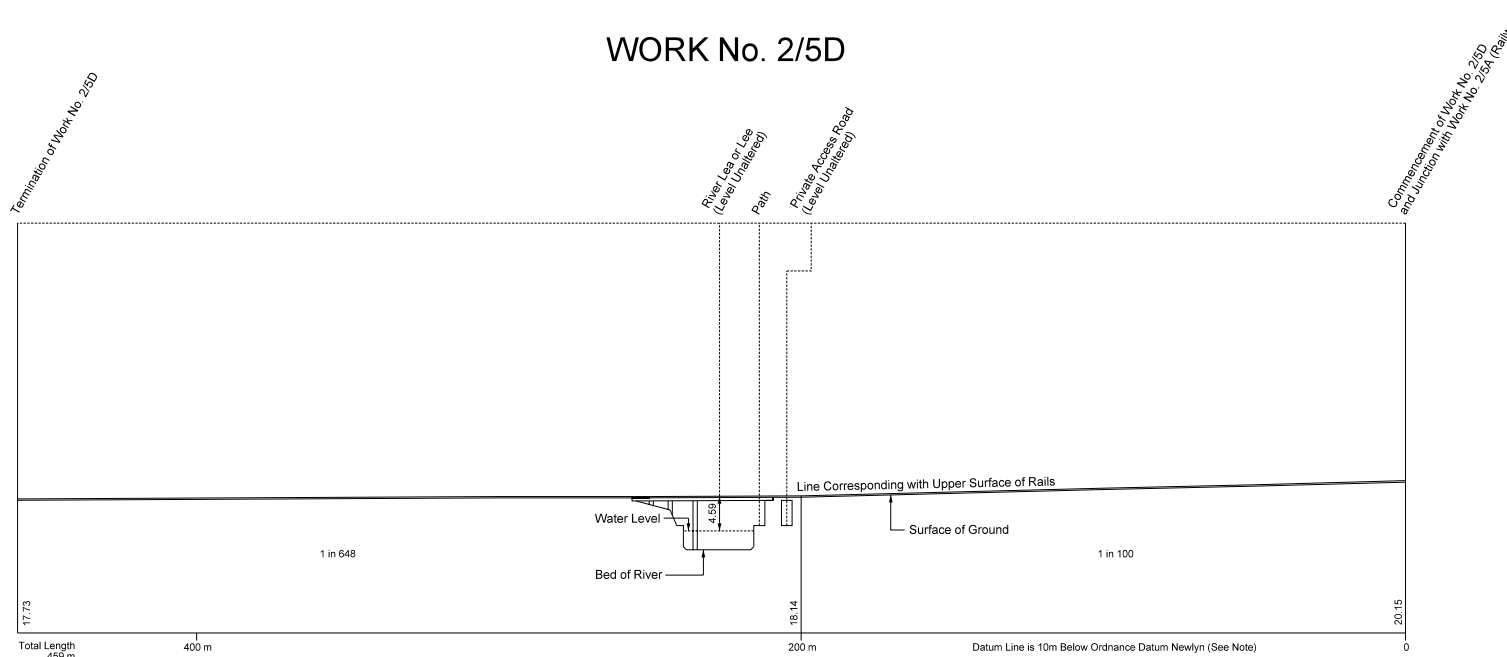 WORK No. 2/5D
Termination of Work No. 2/5D
River Lea or Lee
(Level Unaltered)
Path
Private Access Road
(Level Unaltered)
Commencement of Work No. 2/5D
and Junction with Work No. 2/5A (Rail
Line Corresponding with Upper Surface of Rails
4.59
Water Level
Surface of Ground
1 in 648
1 in 100
Bed of River
17.73
18.14
20.15
Total Length
459 m
400 m
200 m
Datum Line is 10m Below Ordnance Datum Newlyn (See Note)
0